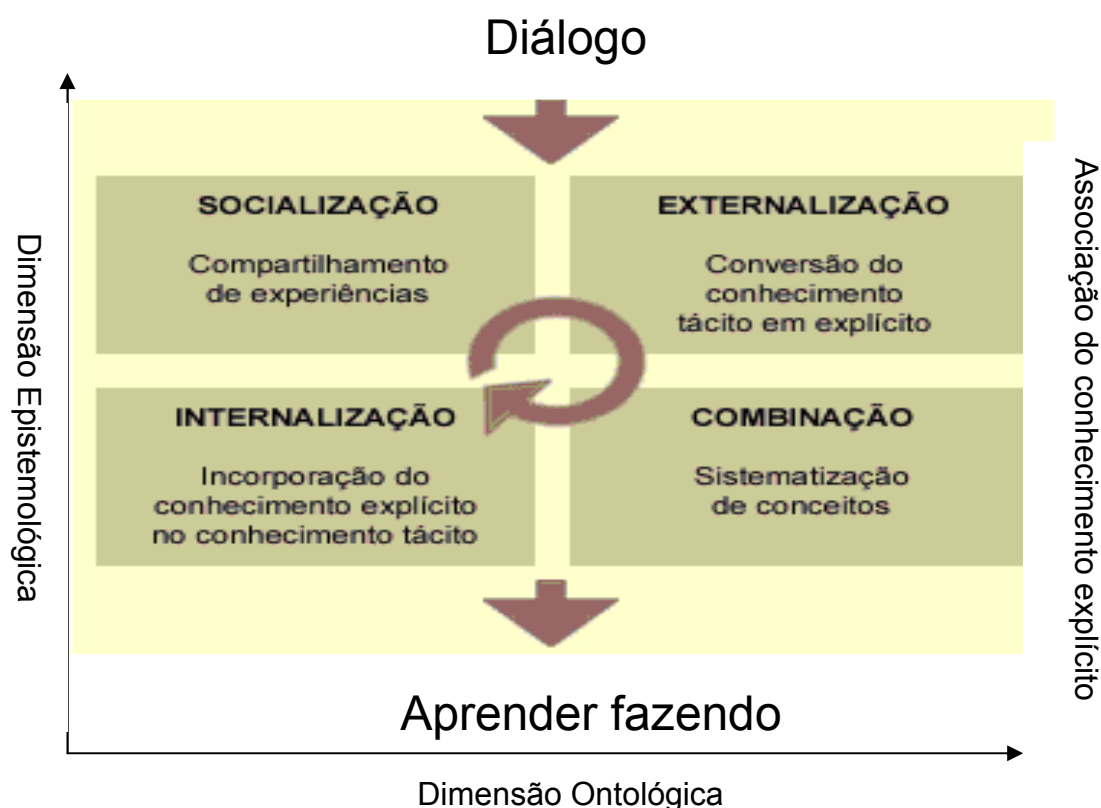 Diálogo
SOCIALIZAÇÃO
Compartilhamento
de experiências
EXTERNALIZAÇÃO
Conversão do
conhecimento
tácito em explícito
INTERNALIZAÇÃO
Incorporação do
conhecimento explícito
no conhecimento tácito
COMBINAÇÃO
Sistematização
de conceitos
Dimensão Epistemológica
Associação do conhecimento explícito
Aprender fazendo
Dimensão Ontológica